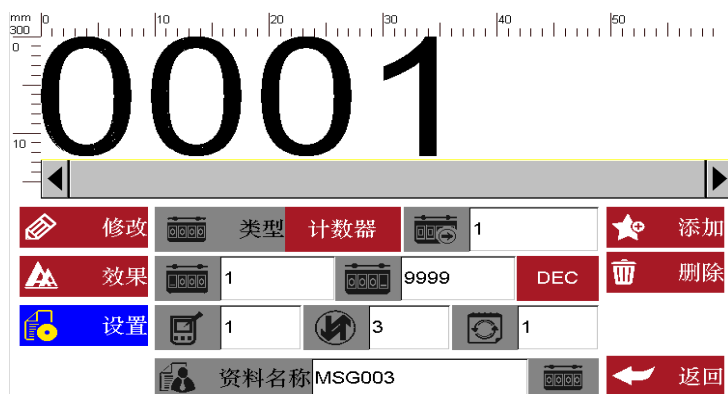 mm 0 10 20 30 40 50
300
0
10
0001
修改 类型 计数器 1 添加
效果 1 9999 DEC 删除
设置 1 3 1
资料名称 MSG003 返回